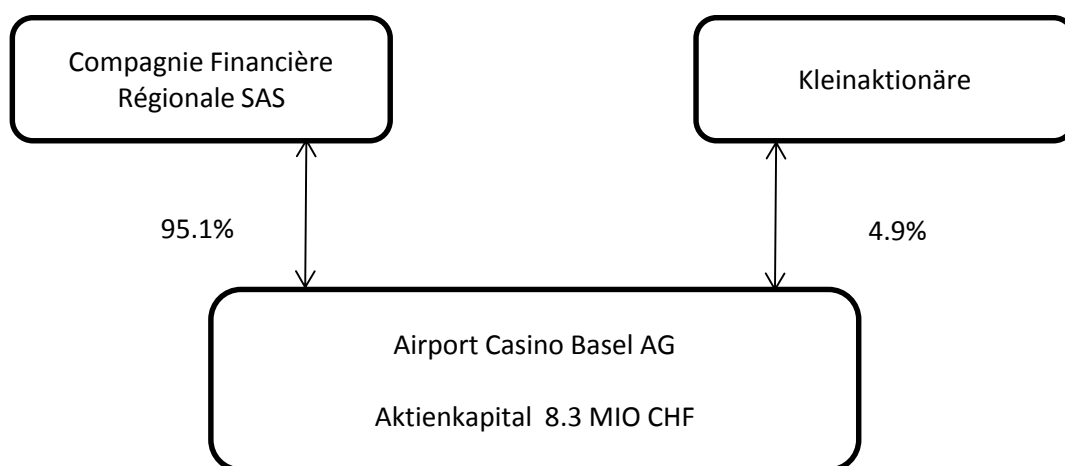 Compagnie Financière
Régionale SAS
Kleinaktionäre
95.1%
4.9%
Airport Casino Basel AG
Aktienkapital 8.3 MIO CHF